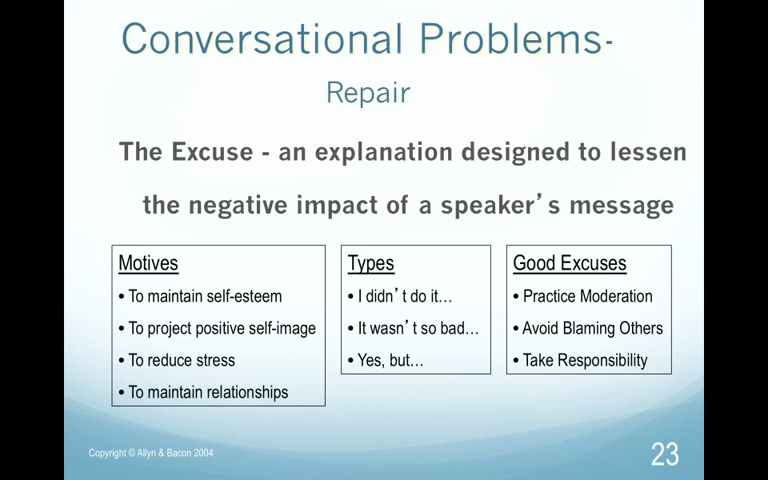 Conversational Problems-
Repair
The Excuse - an explanation designed to lessen
the negative impact of a speaker’s message
Motives
• To maintain self-esteem
• To project positive self-image
• To reduce stress
• To maintain relationships
Types
• I didn’t do it…
• It wasn’t so bad…
• Yes, but…
Good Excuses
• Practice Moderation
• Avoid Blaming Others
• Take Responsibility
Copyright © Allyn & Bacon 2004
23